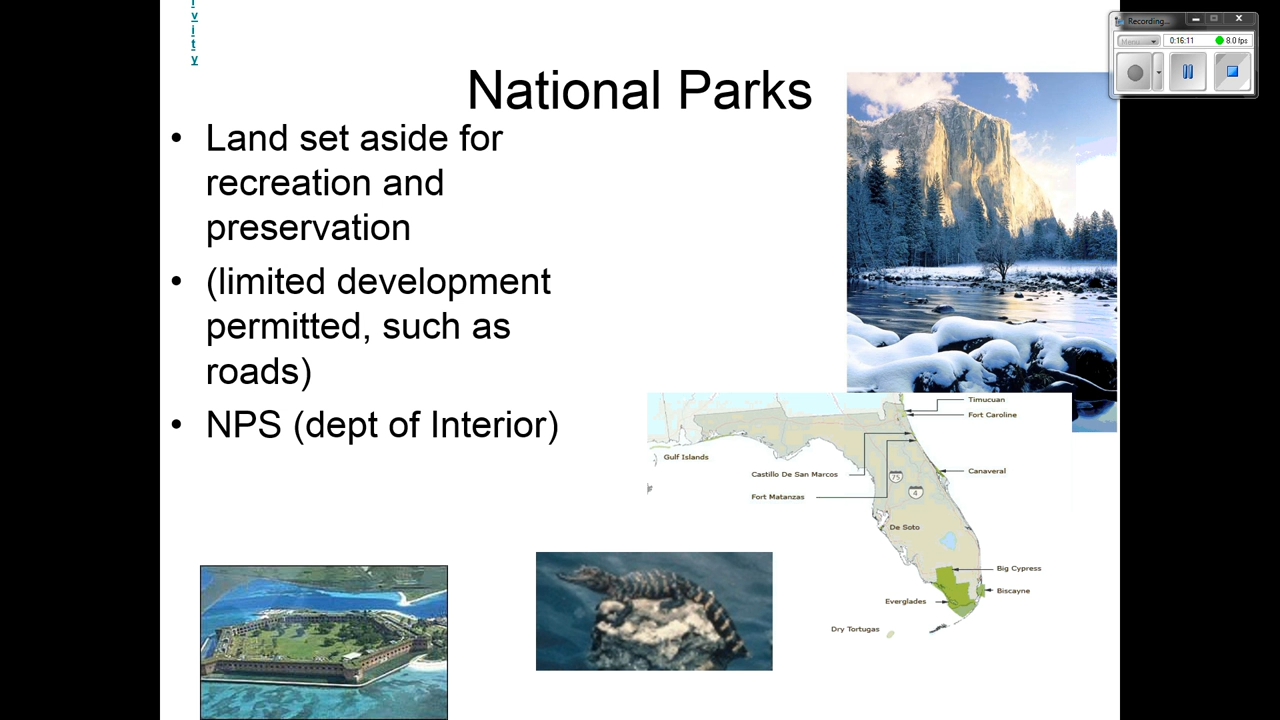 v
i
t
y
Recording...
Menu
0:16:11
8.0 fps
National Parks
• Land set aside for
recreation and
preservation
• (limited development
permitted, such as
roads)
• NPS (dept of Interior)
Timucuan
Fort Caroline
Gulf Islands
Castillo De San Marcos
75
Canaveral
4
Fort Matanzas
De Soto
Big Cypress
Biscayne
Everglades
Dry Tortugas